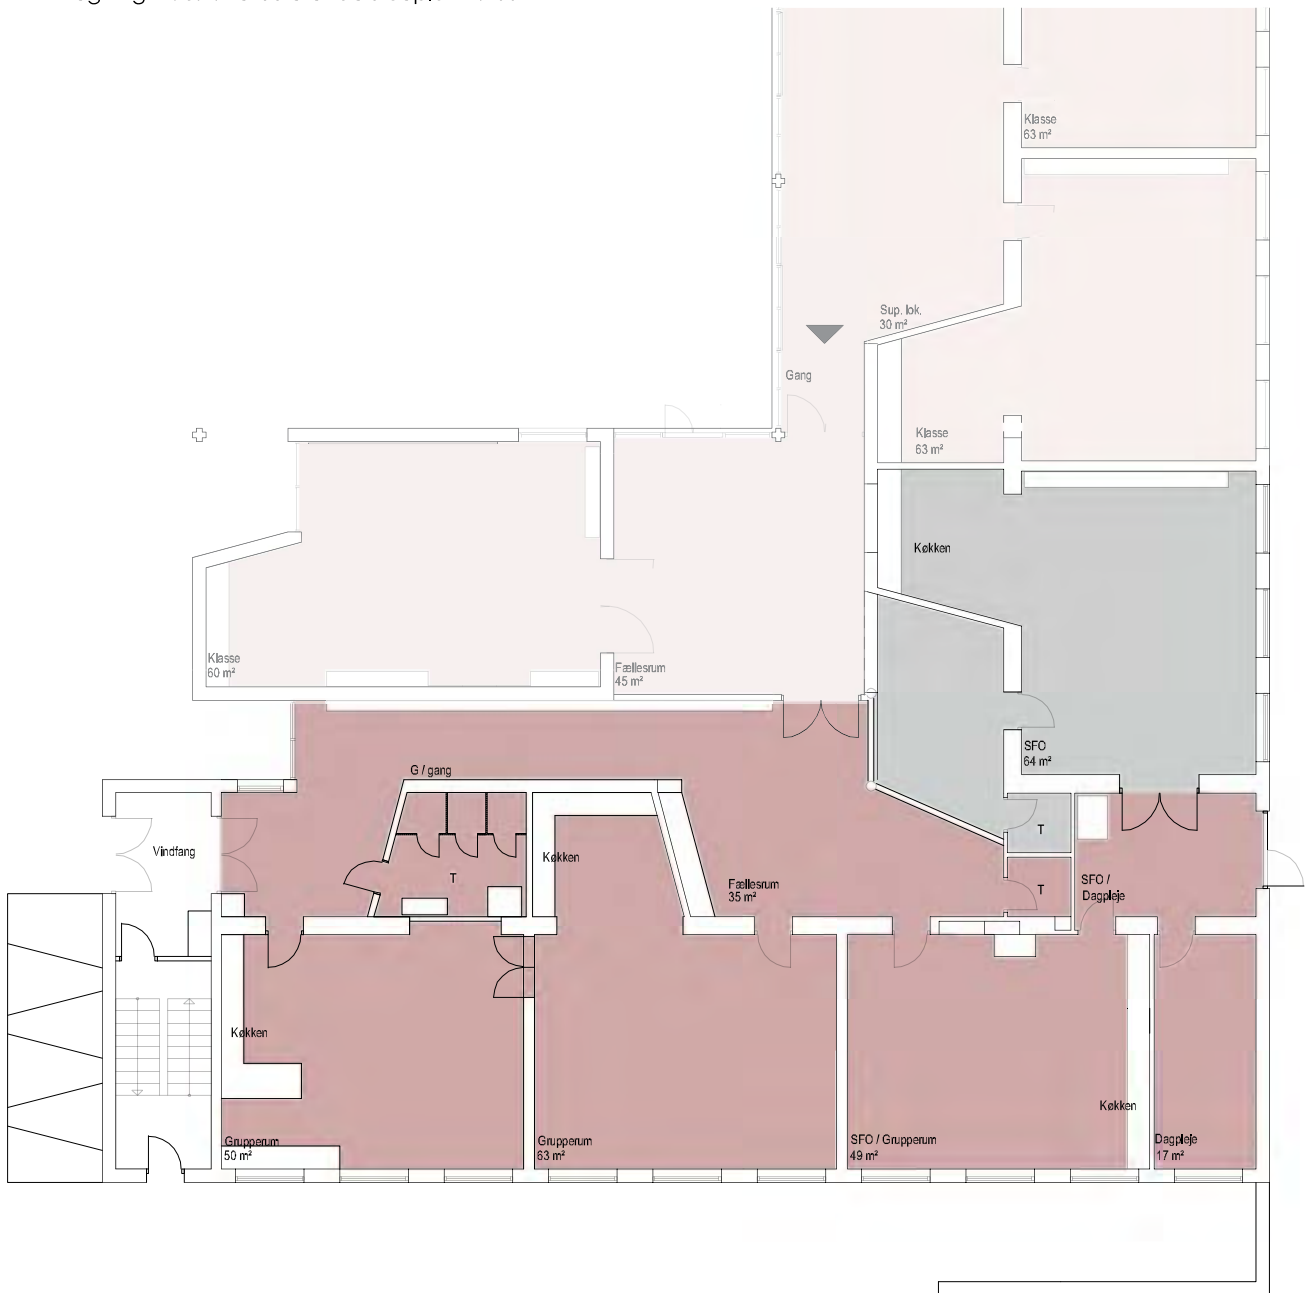 Klasse
63 m²
Sup. lok.
30 m²
Gang
Klasse
63 m²
Køkken
Klasse
60 m²
Fællesrum
45 m²
SFO
64 m²
G / gang
T
Vindfang
Køkken
T
Fællesrum
35 m²
T
SFO /
Dagpleje
Køkken
Køkken
Grupperum
50 m²
Grupperum
63 m²
SFO / Grupperum
49 m²
Dagpleje
17 m²